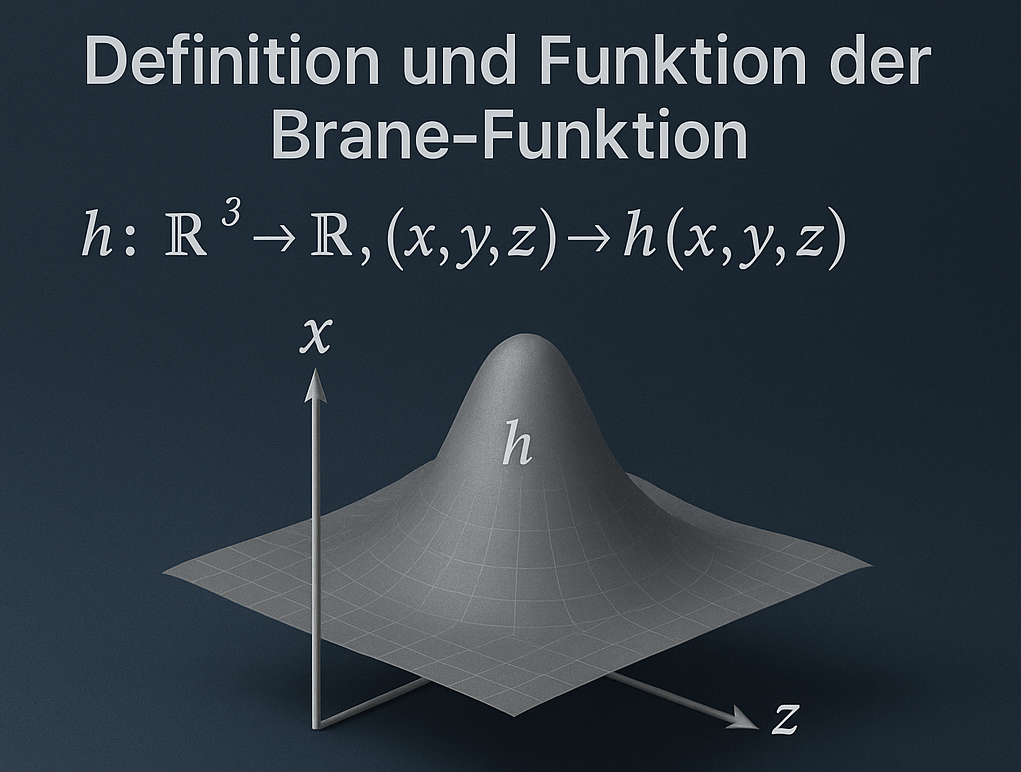 Definition und Funktion der
Brane-Funktion
h: ℝ³ → ℝ, (x, y, z) → h(x, y, z)
x
h
z